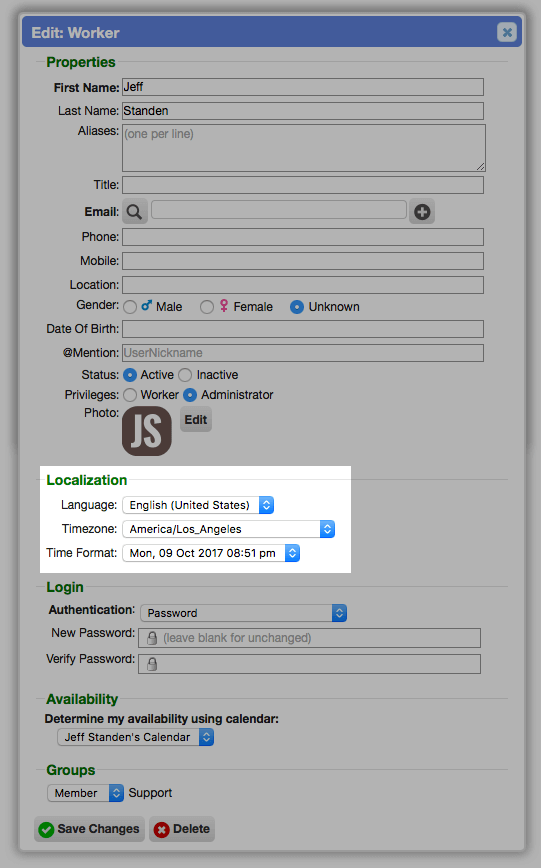 Edit: Worker
Properties
First Name: Jeff
Last Name: Standen
Aliases: (one per line)
Title:
Email:
Phone:
Mobile:
Location:
Gender: Male Female Unknown
Date Of Birth:
@Mention: UserNickname
Status: Active Inactive
Privileges: Worker Administrator
Photo: JS Edit
Localization
Language: English (United States)
Timezone: America/Los_Angeles
Time Format: Mon, 09 Oct 2017 08:51 pm
Login
Authentication: Password
New Password: (leave blank for unchanged)
Verify Password:
Availability
Determine my availability using calendar:
Jeff Standen's Calendar
Groups
Member Support
Save Changes Delete